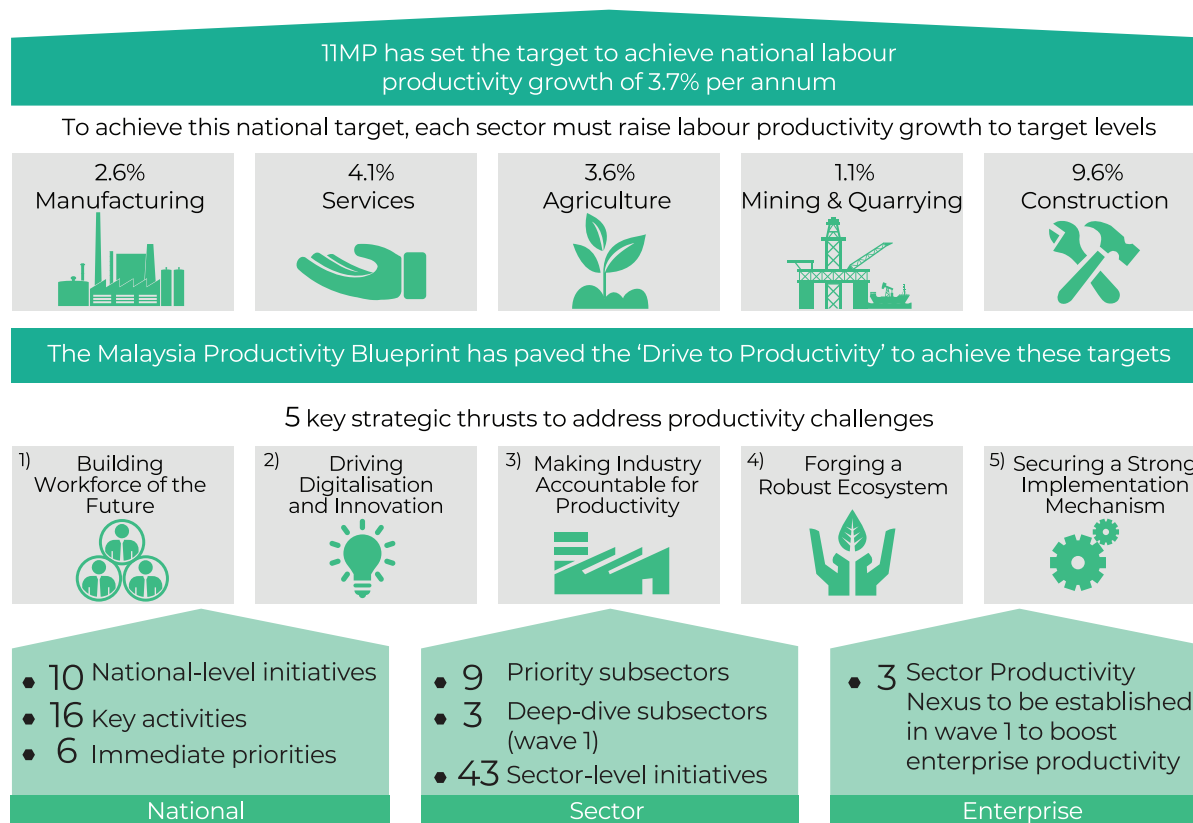 11MP has set the target to achieve national labour
productivity growth of 3.7% per annum
To achieve this national target, each sector must raise labour productivity growth to target levels
2.6%
Manufacturing
4.1%
Services
3.6%
Agriculture
1.1%
Mining & Quarrying
9.6%
Construction
The Malaysia Productivity Blueprint has paved the ‘Drive to Productivity’ to achieve these targets
5 key strategic thrusts to address productivity challenges
1) Building
Workforce of the
Future
2) Driving
Digitalisation
and Innovation
3) Making Industry
Accountable for
Productivity
4) Forging a
Robust Ecosystem
5) Securing a Strong
Implementation
Mechanism
• 10 National-level initiatives
• 16 Key activities
• 6 Immediate priorities
National
• 9 Priority subsectors
• 3 Deep-dive subsectors
(wave 1)
• 43 Sector-level initiatives
Sector
• 3 Sector Productivity
Nexus to be established
in wave 1 to boost
enterprise productivity
Enterprise